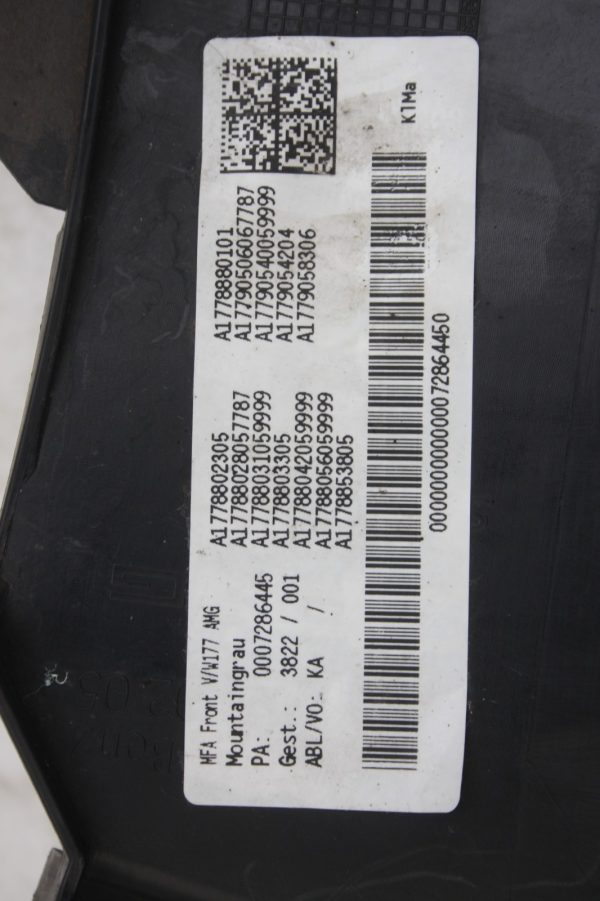 MFA Front V/W177 AMG
Mountaingrau
PA: 0007286445
Gest.: 3822 / 001
ABL/VO: KA /
A1778802305
A17788028057787
A17788031059999
A1778803305
A17788042059999
A17788056059999
A1778853805
A1778880101
A17790506067787
A17790540059999
A1779054204
A1779058306
00000000000000072864450
K1Ma